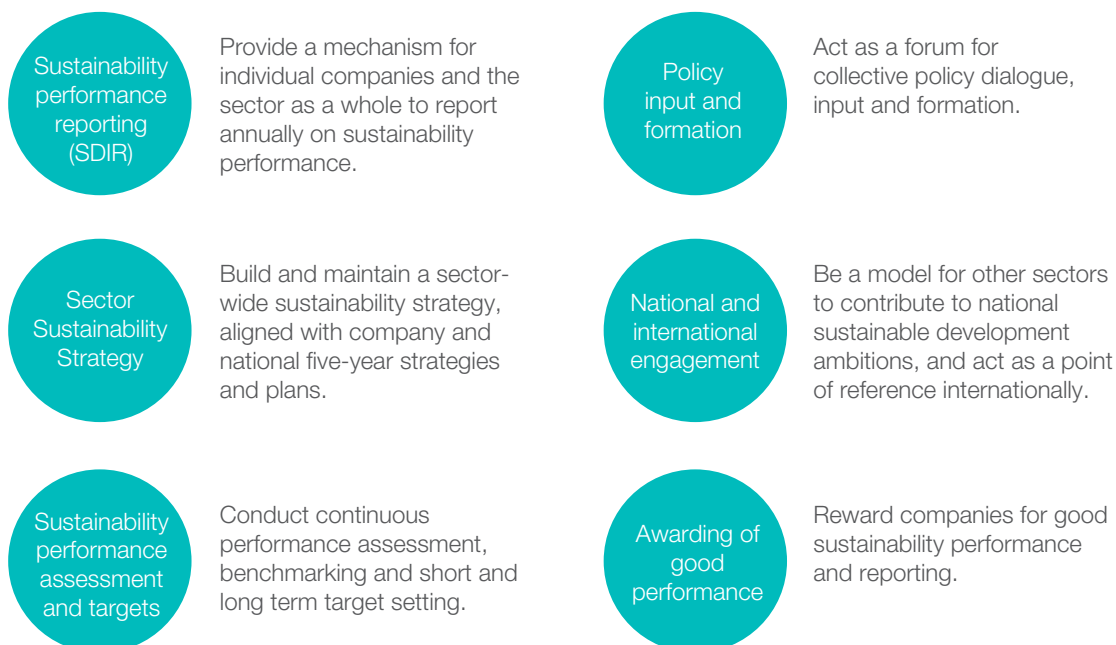 Sustainability
performance
reporting
(SDIR)
Provide a mechanism for
individual companies and the
sector as a whole to report
annually on sustainability
performance.
Policy
input and
formation
Act as a forum for
collective policy dialogue,
input and formation.
Sector
Sustainability
Strategy
Build and maintain a sector-
wide sustainability strategy,
aligned with company and
national five-year strategies
and plans.
National and
international
engagement
Be a model for other sectors
to contribute to national
sustainable development
ambitions, and act as a point
of reference internationally.
Sustainability
performance
assessment
and targets
Conduct continuous
performance assessment,
benchmarking and short and
long term target setting.
Awarding of
good
performance
Reward companies for good
sustainability performance
and reporting.